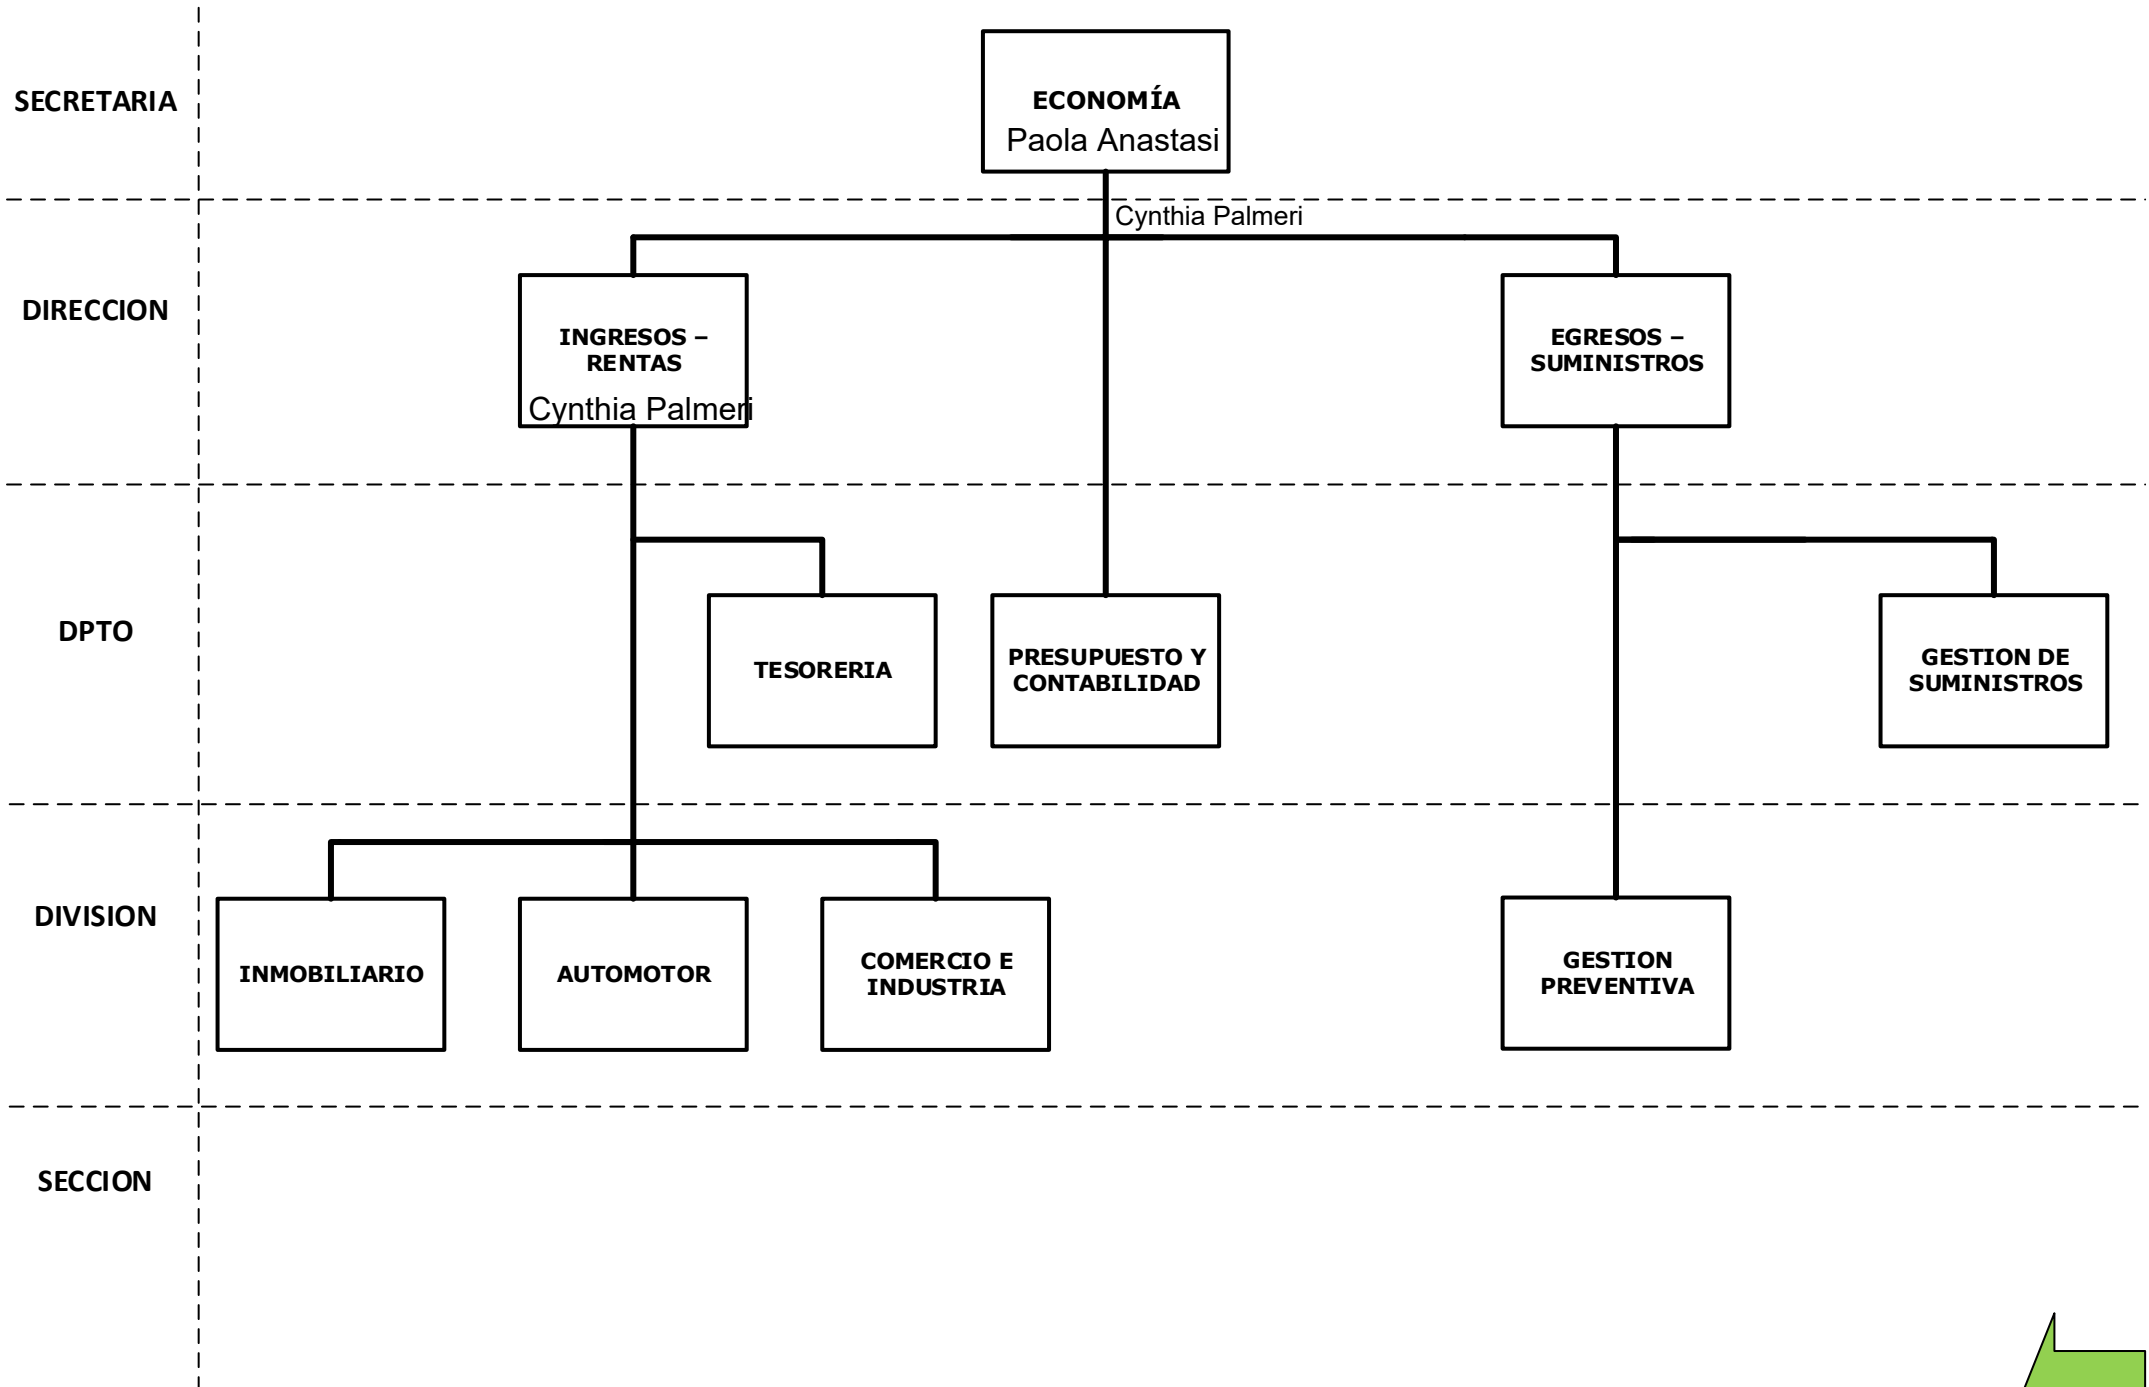 SECRETARIA
ECONOMÍA
Paola Anastasi
Cynthia Palmeri
DIRECCION
INGRESOS –
RENTAS
Cynthia Palmeri
EGRESOS –
SUMINISTROS
DPTO
TESORERIA
PRESUPUESTO Y
CONTABILIDAD
GESTION DE
SUMINISTROS
DIVISION
INMOBILIARIO
AUTOMOTOR
COMERCIO E
INDUSTRIA
GESTION
PREVENTIVA
SECCION